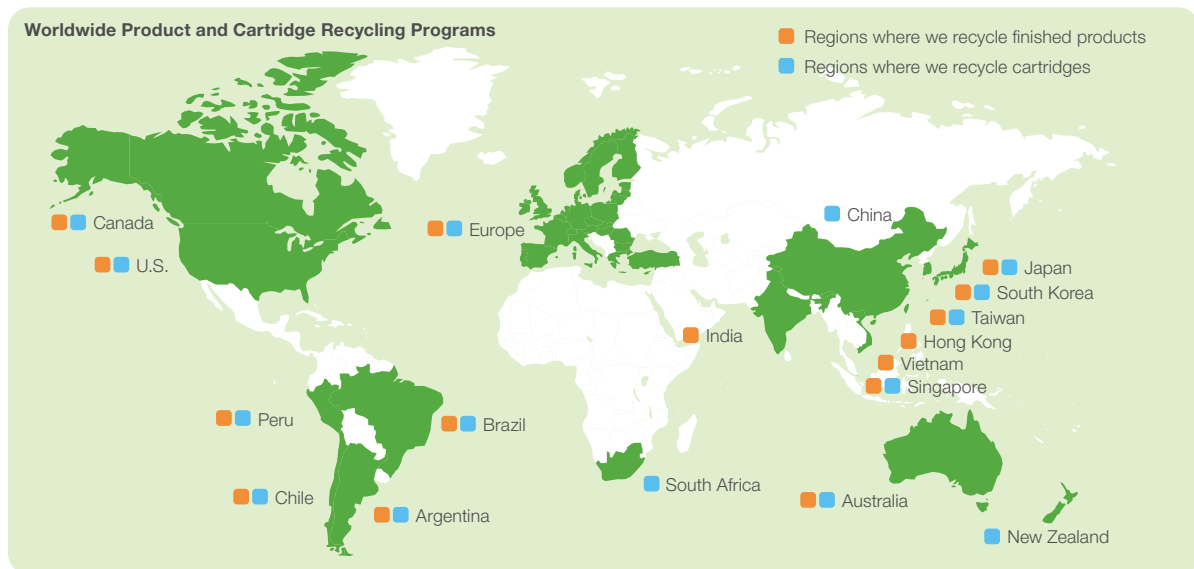 Worldwide Product and Cartridge Recycling Programs
Regions where we recycle finished products
Regions where we recycle cartridges
Canada
U.S.
Europe
China
Japan
South Korea
Taiwan
India
Hong Kong
Vietnam
Singapore
Peru
Brazil
South Africa
Chile
Argentina
Australia
New Zealand